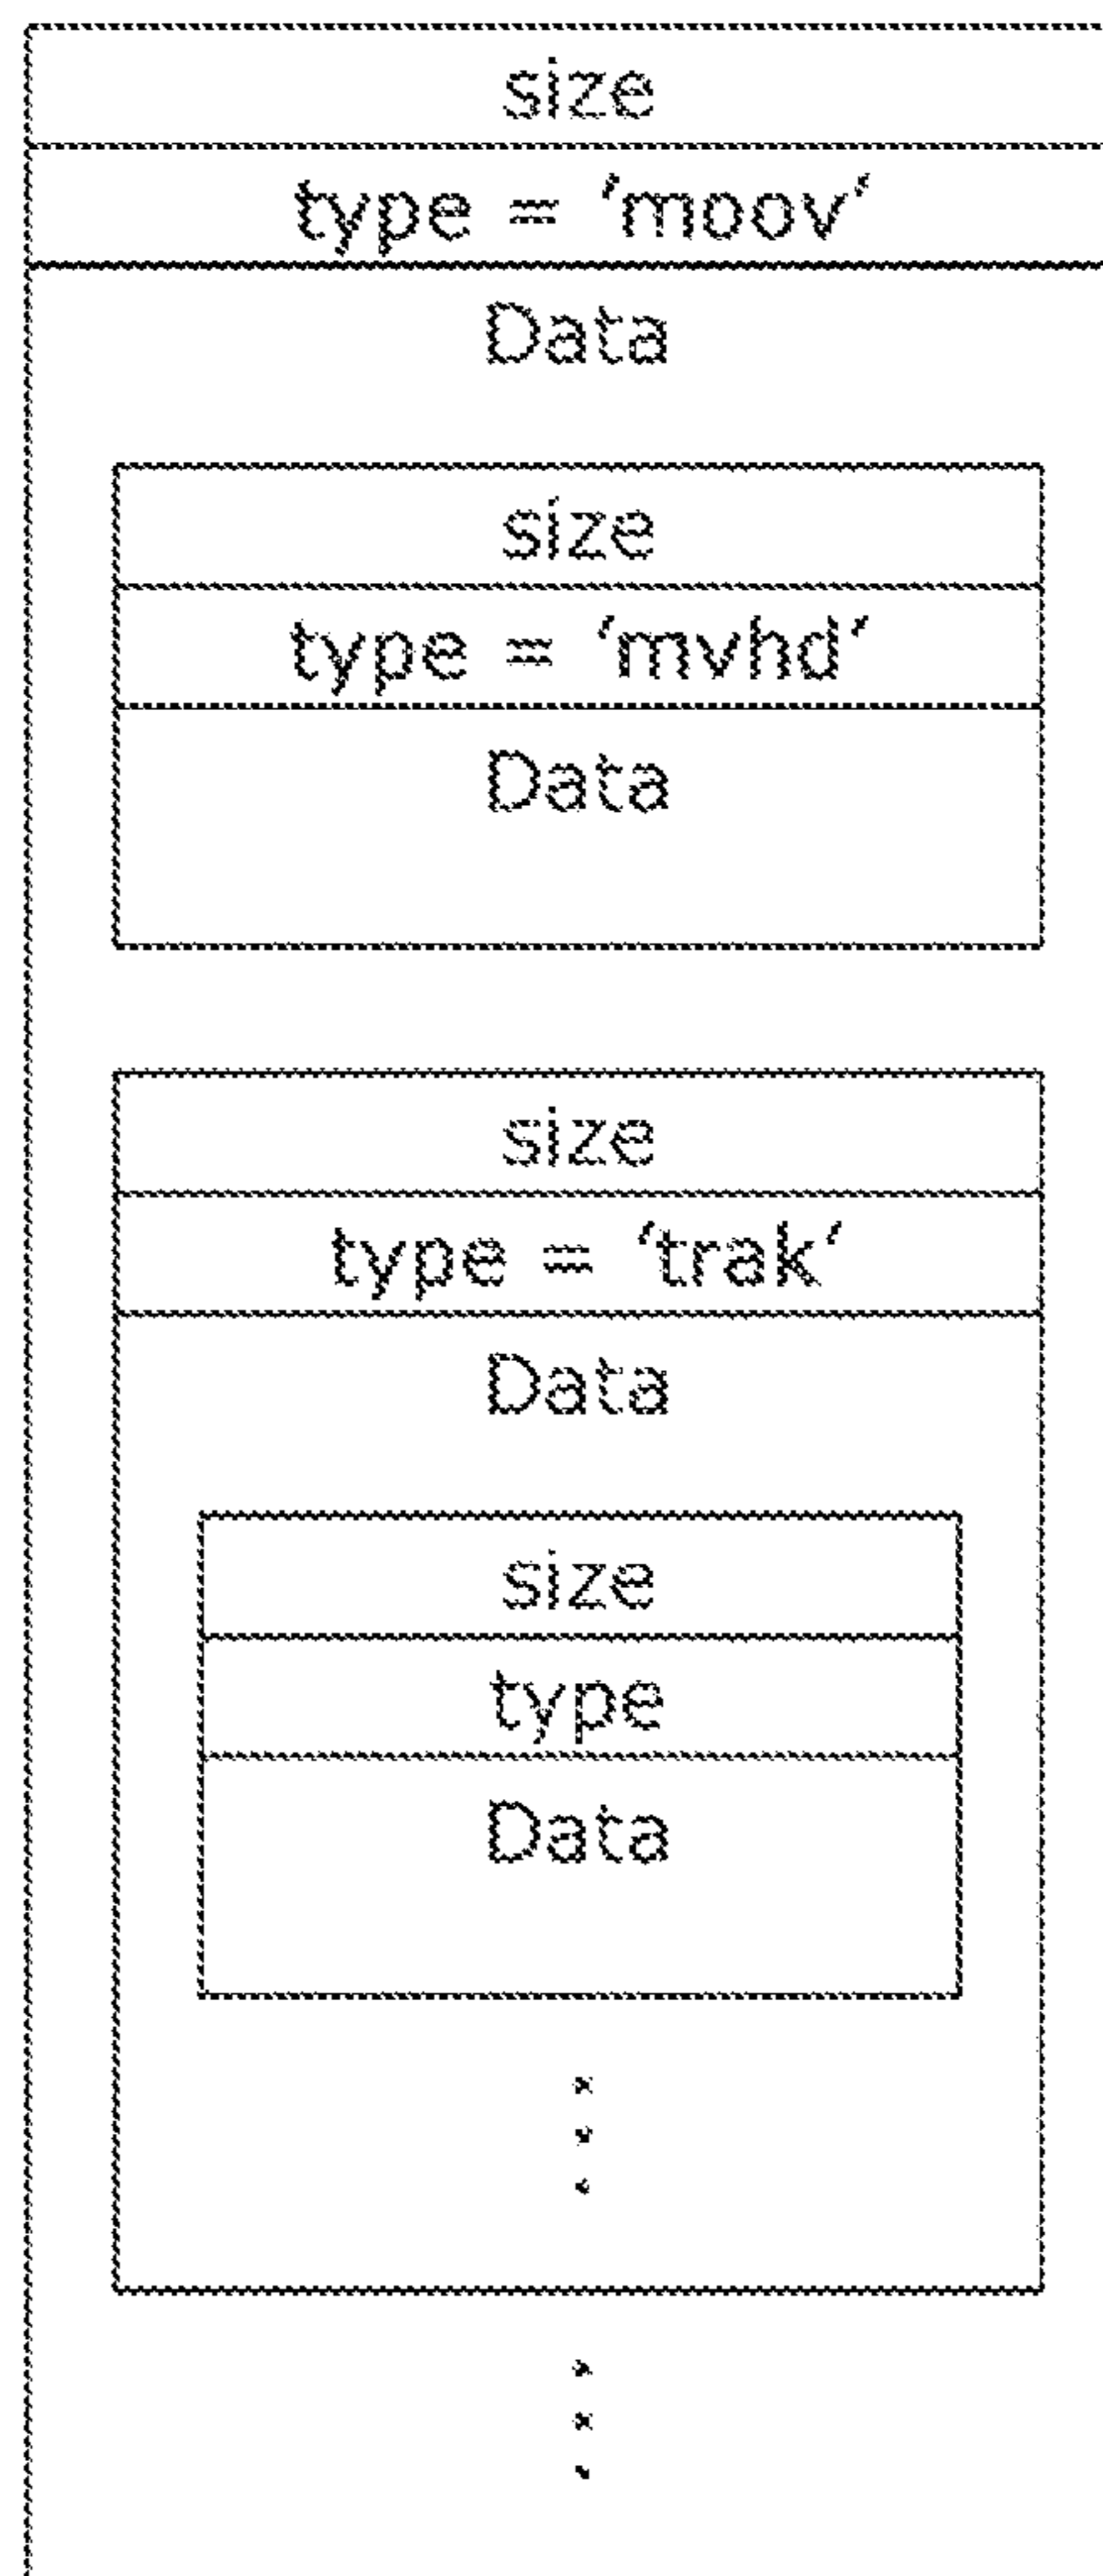 size
type = ‘moov‘
Data
size
type = ‘mvhd‘
Data
size
type = ‘trak‘
Data
size
type
Data